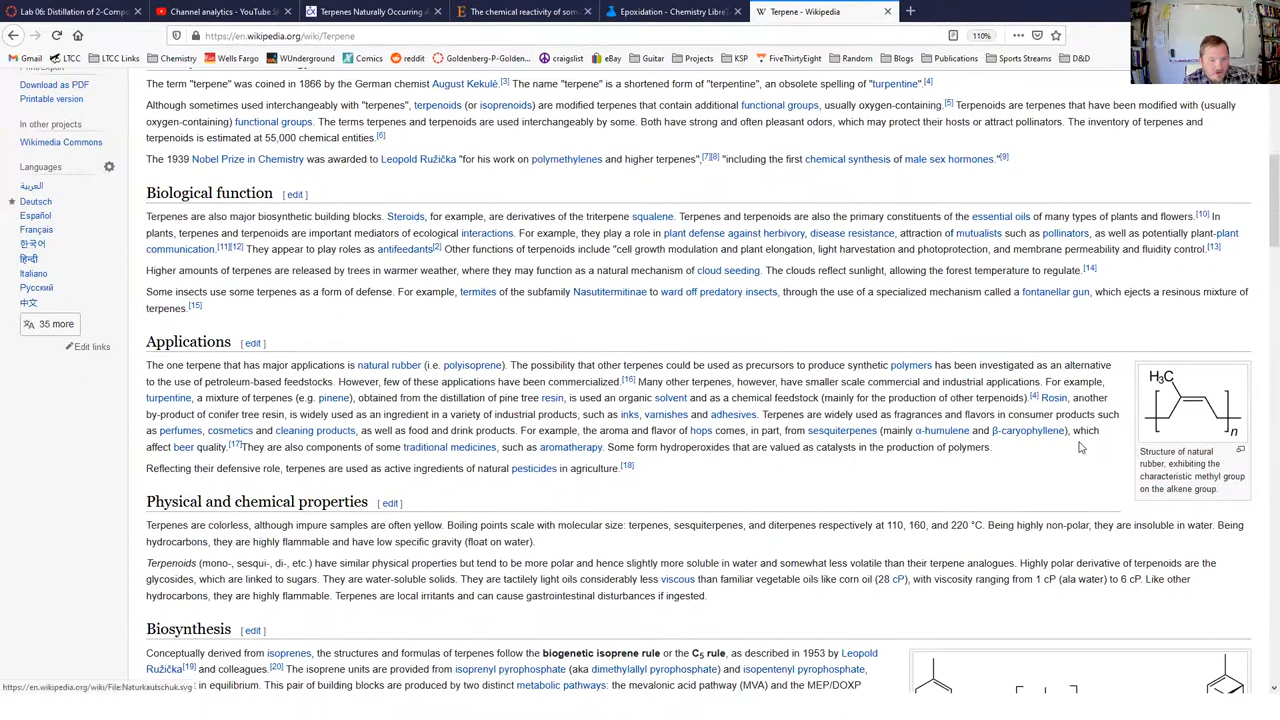 Lab 06: Distillation of 2-Comp
Channel analytics - YouTube S
Terpenes Naturally Occurring A
The chemical reactivity of som
Epoxidation - Chemistry LibreT
Terpene - Wikipedia
https://en.wikipedia.org/wiki/Terpene
110%
Gmail
LTCC
LTCC Links
Chemistry
WUnderground
Comics
reddit
Goldenberg-P-Golden...
craigslist
eBay
Guitar
Projects
KSP
FiveThirtyEight
Random
Blogs
Publications
Sports Streams
D&D
Download as PDF
Printable version
In other projects
Wikimedia Commons
Languages
العربية
Deutsch
Español
Français
한국어
हिन्दी
Italiano
Русский
中文
35 more
Edit links
The term "terpene" was coined in 1866 by the German chemist August Kekulé.[3] The name "terpene" is a shortened form of "terpentine", an obsolete spelling of "turpentine".[4]
Although sometimes used interchangeably with "terpenes", terpenoids (or isoprenoids) are modified terpenes that contain additional functional groups, usually oxygen-containing.[5] Terpenoids are terpenes that have been modified with (usually
oxygen-containing) functional groups. The terms terpenes and terpenoids are used interchangeably by some. Both have strong and often pleasant odors, which may protect their hosts or attract pollinators. The inventory of terpenes and
terpenoids is estimated at 55,000 chemical entities.[6]
The 1939 Nobel Prize in Chemistry was awarded to Leopold Ružička "for his work on polymethylenes and higher terpenes",[7][8] "including the first chemical synthesis of male sex hormones."[9]
Biological function [ edit ]
Terpenes are also major biosynthetic building blocks. Steroids, for example, are derivatives of the triterpene squalene. Terpenes and terpenoids are also the primary constituents of the essential oils of many types of plants and flowers.[10] In
plants, terpenes and terpenoids are important mediators of ecological interactions. For example, they play a role in plant defense against herbivory, disease resistance, attraction of mutualists such as pollinators, as well as potentially plant-plant
communication.[11][12] They appear to play roles as antifeedants[2] Other functions of terpenoids include "cell growth modulation and plant elongation, light harvestation and photoprotection, and membrane permeability and fluidity control.[13]
Higher amounts of terpenes are released by trees in warmer weather, where they may function as a natural mechanism of cloud seeding. The clouds reflect sunlight, allowing the forest temperature to regulate.[14]
Some insects use some terpenes as a form of defense. For example, termites of the subfamily Nasutitermitinae to ward off predatory insects, through the use of a specialized mechanism called a fontanellar gun, which ejects a resinous mixture of
terpenes.[15]
Applications [ edit ]
The one terpene that has major applications is natural rubber (i.e. polyisoprene). The possibility that other terpenes could be used as precursors to produce synthetic polymers has been investigated as an alternative
to the use of petroleum-based feedstocks. However, few of these applications have been commercialized.[16] Many other terpenes, however, have smaller scale commercial and industrial applications. For example,
turpentine, a mixture of terpenes (e.g. pinene), obtained from the distillation of pine tree resin, is used an organic solvent and as a chemical feedstock (mainly for the production of other terpenoids).[4] Rosin, another
by-product of conifer tree resin, is widely used as an ingredient in a variety of industrial products, such as inks, varnishes and adhesives. Terpenes are widely used as fragrances and flavors in consumer products such
as perfumes, cosmetics and cleaning products, as well as food and drink products. For example, the aroma and flavor of hops comes, in part, from sesquiterpenes (mainly α-humulene and β-caryophyllene), which
affect beer quality.[17]They are also components of some traditional medicines, such as aromatherapy. Some form hydroperoxides that are valued as catalysts in the production of polymers.
Reflecting their defensive role, terpenes are used as active ingredients of natural pesticides in agriculture.[18]
H3C
n
Structure of natural
rubber, exhibiting the
characteristic methyl group
on the alkene group.
Physical and chemical properties [ edit ]
Terpenes are colorless, although impure samples are often yellow. Boiling points scale with molecular size: terpenes, sesquiterpenes, and diterpenes respectively at 110, 160, and 220 °C. Being highly non-polar, they are insoluble in water. Being
hydrocarbons, they are highly flammable and have low specific gravity (float on water).
Terpenoids (mono-, sesqui-, di-, etc.) have similar physical properties but tend to be more polar and hence slightly more soluble in water and somewhat less volatile than their terpene analogues. Highly polar derivative of terpenoids are the
glycosides, which are linked to sugars. They are water-soluble solids. They are tactilely light oils considerably less viscous than familiar vegetable oils like corn oil (28 cP), with viscosity ranging from 1 cP (ala water) to 6 cP. Like other
hydrocarbons, they are highly flammable. Terpenes are local irritants and can cause gastrointestinal disturbances if ingested.
Biosynthesis [ edit ]
Conceptually derived from isoprenes, the structures and formulas of terpenes follow the biogenetic isoprene rule or the C5 rule, as described in 1953 by Leopold
Ružička[19] and colleagues.[20] The isoprene units are provided from isoprenyl pyrophosphate (aka dimethylallyl pyrophosphate) and isopentenyl pyrophosphate,
in equilibrium. This pair of building blocks are produced by two distinct metabolic pathways: the mevalonic acid pathway (MVA) and the MEP/DOXP
https://en.wikipedia.org/wiki/File:Naturkautschuk.svg